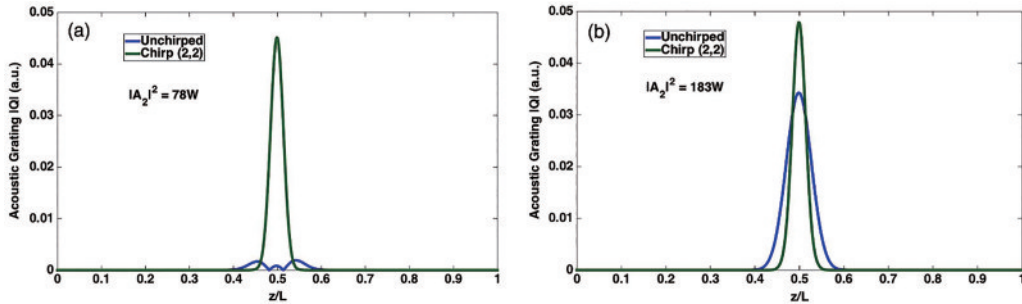 (a)
Unchirped
Chirp (2,2)
|A2|² = 78W
Acoustic Grating |Q| (a.u.)
0.05
0.04
0.03
0.02
0.01
0
0 0.1 0.2 0.3 0.4 0.5 0.6 0.7 0.8 0.9 1
z/L
(b)
Unchirped
Chirp (2,2)
|A2|² = 183W
Acoustic Grating |Q| (a.u.)
0.05
0.04
0.03
0.02
0.01
0
0 0.1 0.2 0.3 0.4 0.5 0.6 0.7 0.8 0.9 1
z/L